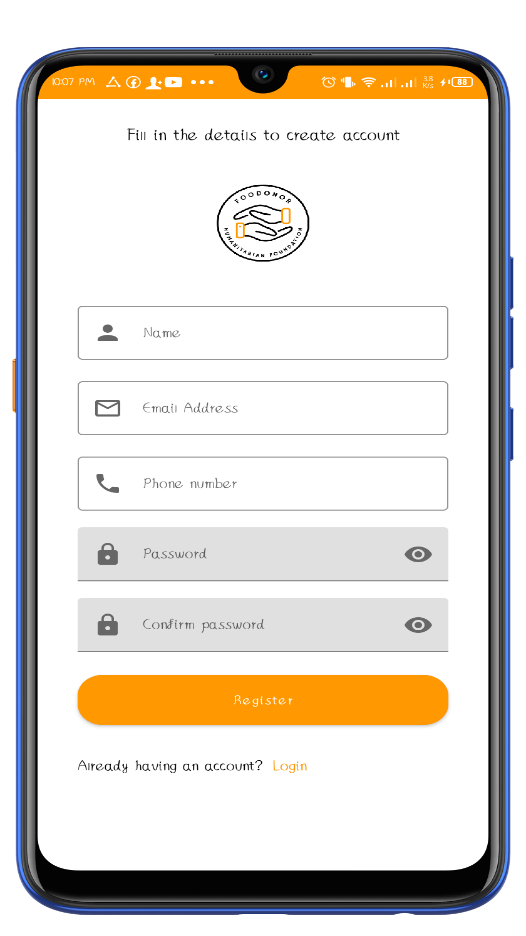 10:07 PM
3.8
K/s
88
Fill in the details to create account
FOODONOR
HUMANITARIAN FOUNDATION
Name
Email Address
Phone number
Password
Confirm password
Register
Already having an account? Login